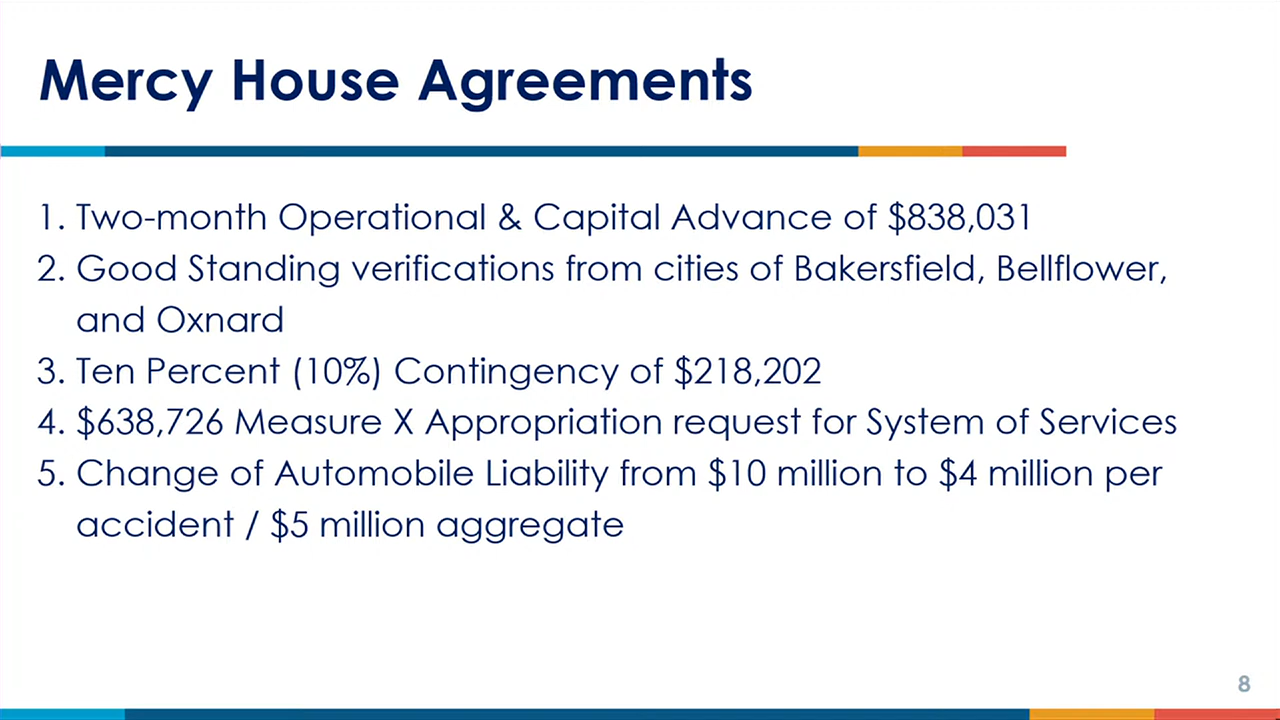 Mercy House Agreements
1. Two-month Operational & Capital Advance of $838,031
2. Good Standing verifications from cities of Bakersfield, Bellflower,
and Oxnard
3. Ten Percent (10%) Contingency of $218,202
4. $638,726 Measure X Appropriation request for System of Services
5. Change of Automobile Liability from $10 million to $4 million per
accident / $5 million aggregate
8